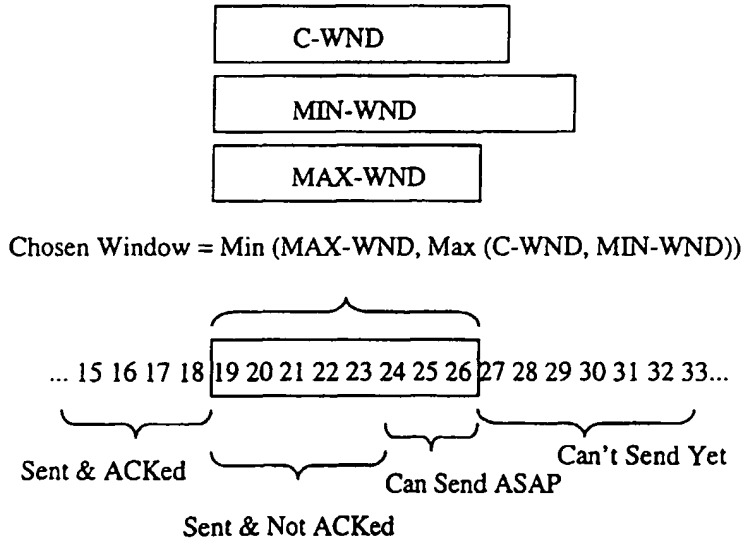 C-WND
MIN-WND
MAX-WND
Chosen Window = Min (MAX-WND, Max (C-WND, MIN-WND))
... 15 16 17 18 19 20 21 22 23 24 25 26 27 28 29 30 31 32 33...
Sent & ACKed
Can't Send Yet
Can Send ASAP
Sent & Not ACKed